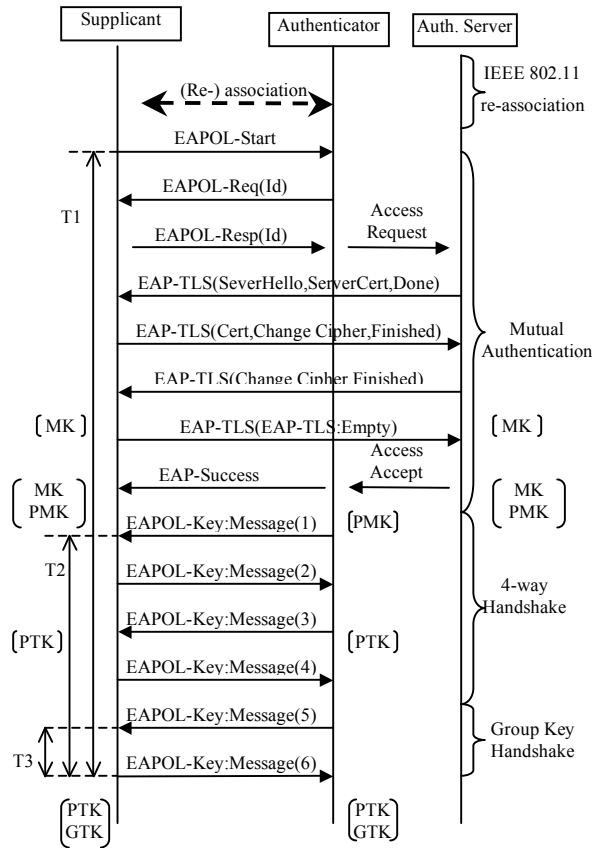 Supplicant
Authenticator
Auth. Server
IEEE 802.11
re-association
(Re-) association
EAPOL-Start
T1
EAPOL-Req(Id)
Access
Request
EAPOL-Resp(Id)
EAP-TLS(SeverHello,ServerCert,Done)
EAP-TLS(Cert,Change Cipher,Finished)
Mutual
Authentication
EAP-TLS(Change Cipher Finished)
[MK]
EAP-TLS(EAP-TLS:Empty)
[MK]
Access
Accept
EAP-Success
MK
PMK
MK
PMK
EAPOL-Key:Message(1)
[PMK]
T2
EAPOL-Key:Message(2)
4-way
Handshake
EAPOL-Key:Message(3)
[PTK]
[PTK]
EAPOL-Key:Message(4)
EAPOL-Key:Message(5)
Group Key
Handshake
T3
EAPOL-Key:Message(6)
PTK
GTK
PTK
GTK